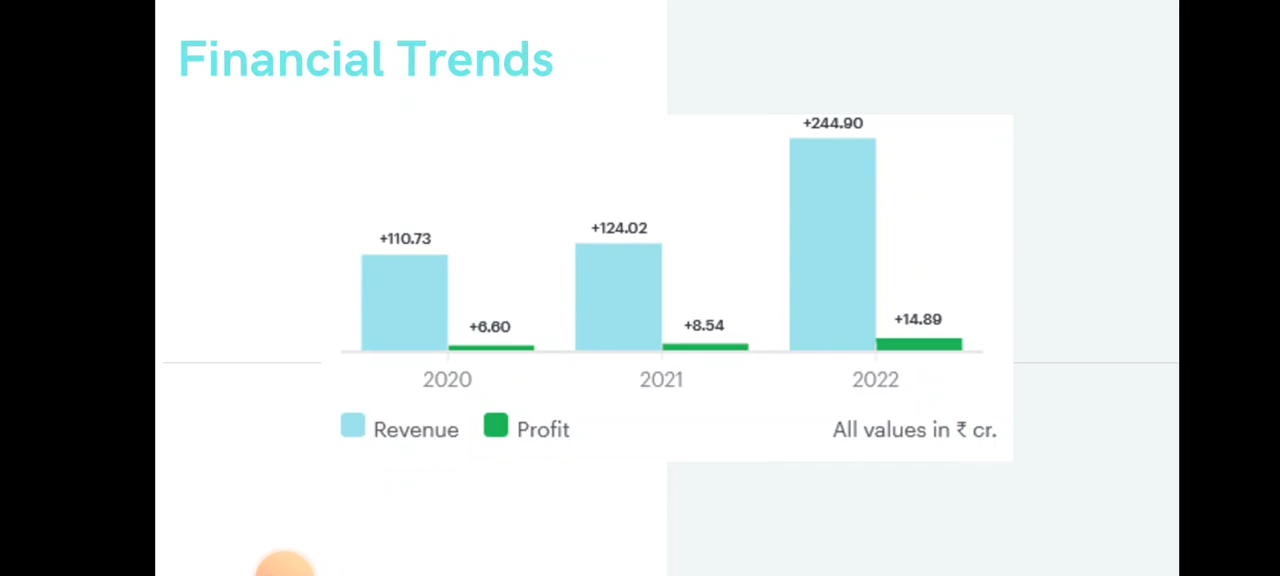 Financial Trends
+244.90
+124.02
+110.73
+14.89
+8.54
+6.60
2020 2021 2022
Revenue Profit All values in ₹ cr.